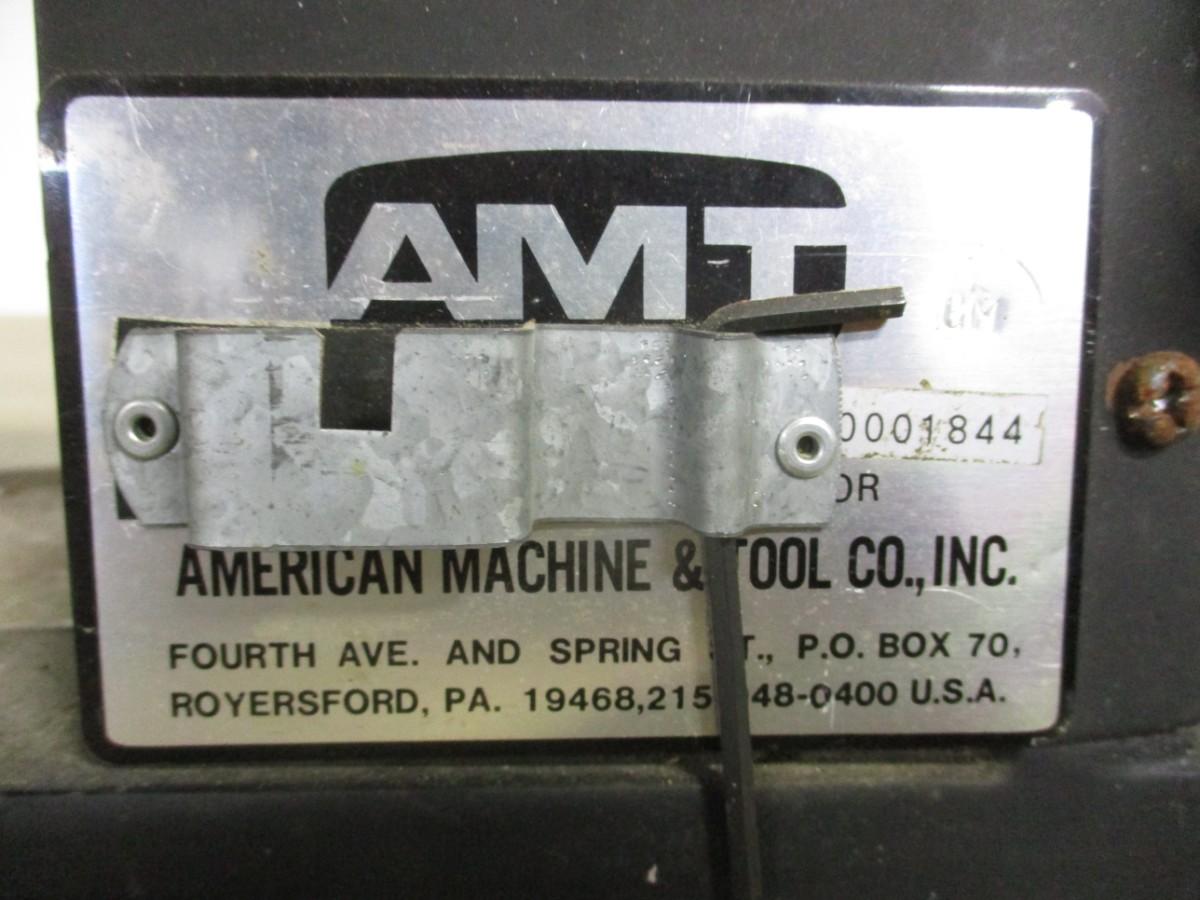 AMT
0001844
OR
AMERICAN MACHINE & TOOL CO., INC.
FOURTH AVE. AND SPRING ST., P.O. BOX 70,
ROYERSFORD, PA. 19468,215 48-0400 U.S.A.